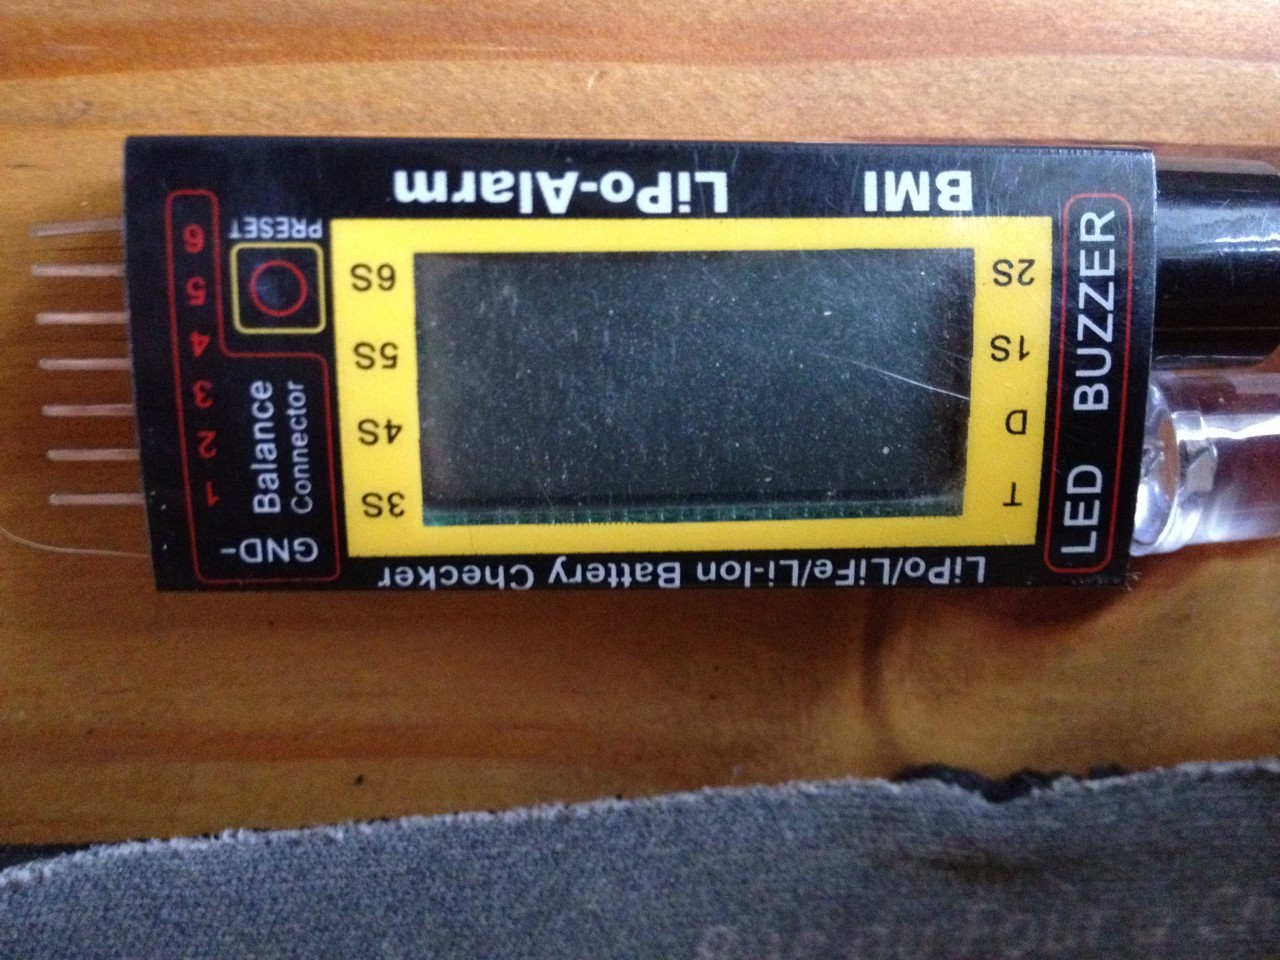 LiPo/LiFe/Li-Ion Battery Checker
T
D
1S
2S
3S
4S
5S
6S
BMI LiPo-Alarm
LED BUZZER
GND-
Balance
Connector
1
2
3
4
5
6
PRESET